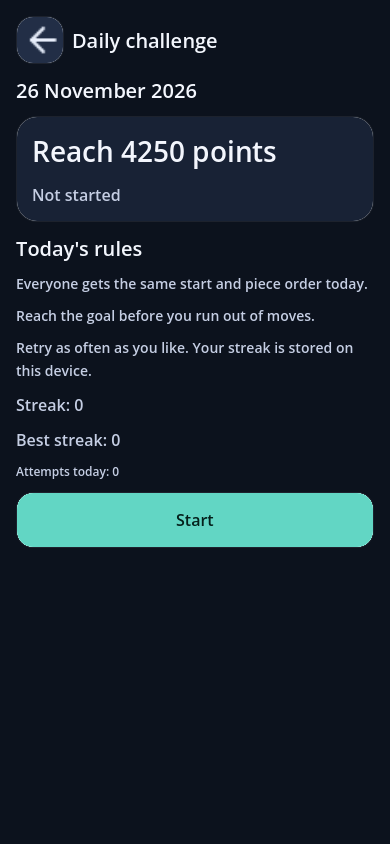 Daily challenge
26 November 2026
Reach 4250 points
Not started
Today's rules
Everyone gets the same start and piece order today.
Reach the goal before you run out of moves.
Retry as often as you like. Your streak is stored on
this device.
Streak: 0
Best streak: 0
Attempts today: 0
Start